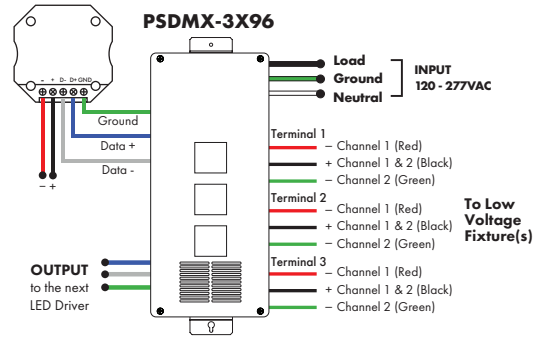 PSDMX-3X96
- + D- D+ GND
– +
Ground
Data +
Data -
OUTPUT
to the next
LED Driver
Load
Ground
Neutral
INPUT
120 - 277VAC
Terminal 1
– Channel 1 (Red)
+ Channel 1 & 2 (Black)
– Channel 2 (Green)
Terminal 2
– Channel 1 (Red)
+ Channel 1 & 2 (Black)
– Channel 2 (Green)
Terminal 3
– Channel 1 (Red)
+ Channel 1 & 2 (Black)
– Channel 2 (Green)
To Low
Voltage
Fixture(s)